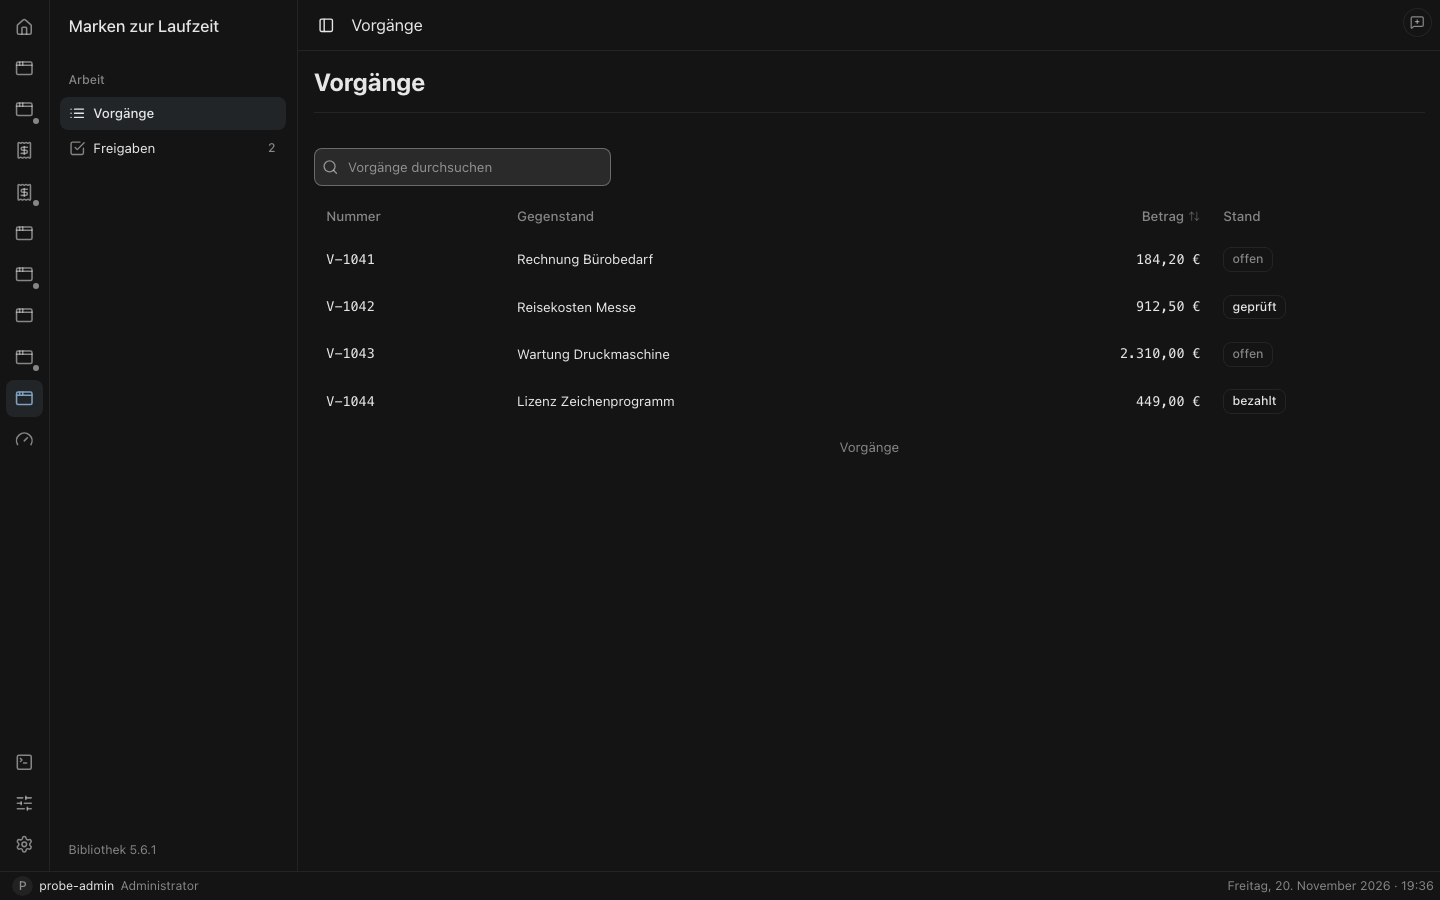 Marken zur Laufzeit
Vorgänge
Arbeit
Vorgänge
Freigaben 2
Vorgänge
Vorgänge durchsuchen
Nummer Gegenstand Betrag Stand
V-1041 Rechnung Bürobedarf 184,20 € offen
V-1042 Reisekosten Messe 912,50 € geprüft
V-1043 Wartung Druckmaschine 2.310,00 € offen
V-1044 Lizenz Zeichenprogramm 449,00 € bezahlt
Vorgänge
Bibliothek 5.6.1
P probe-admin Administrator
Freitag, 20. November 2026 · 19:36